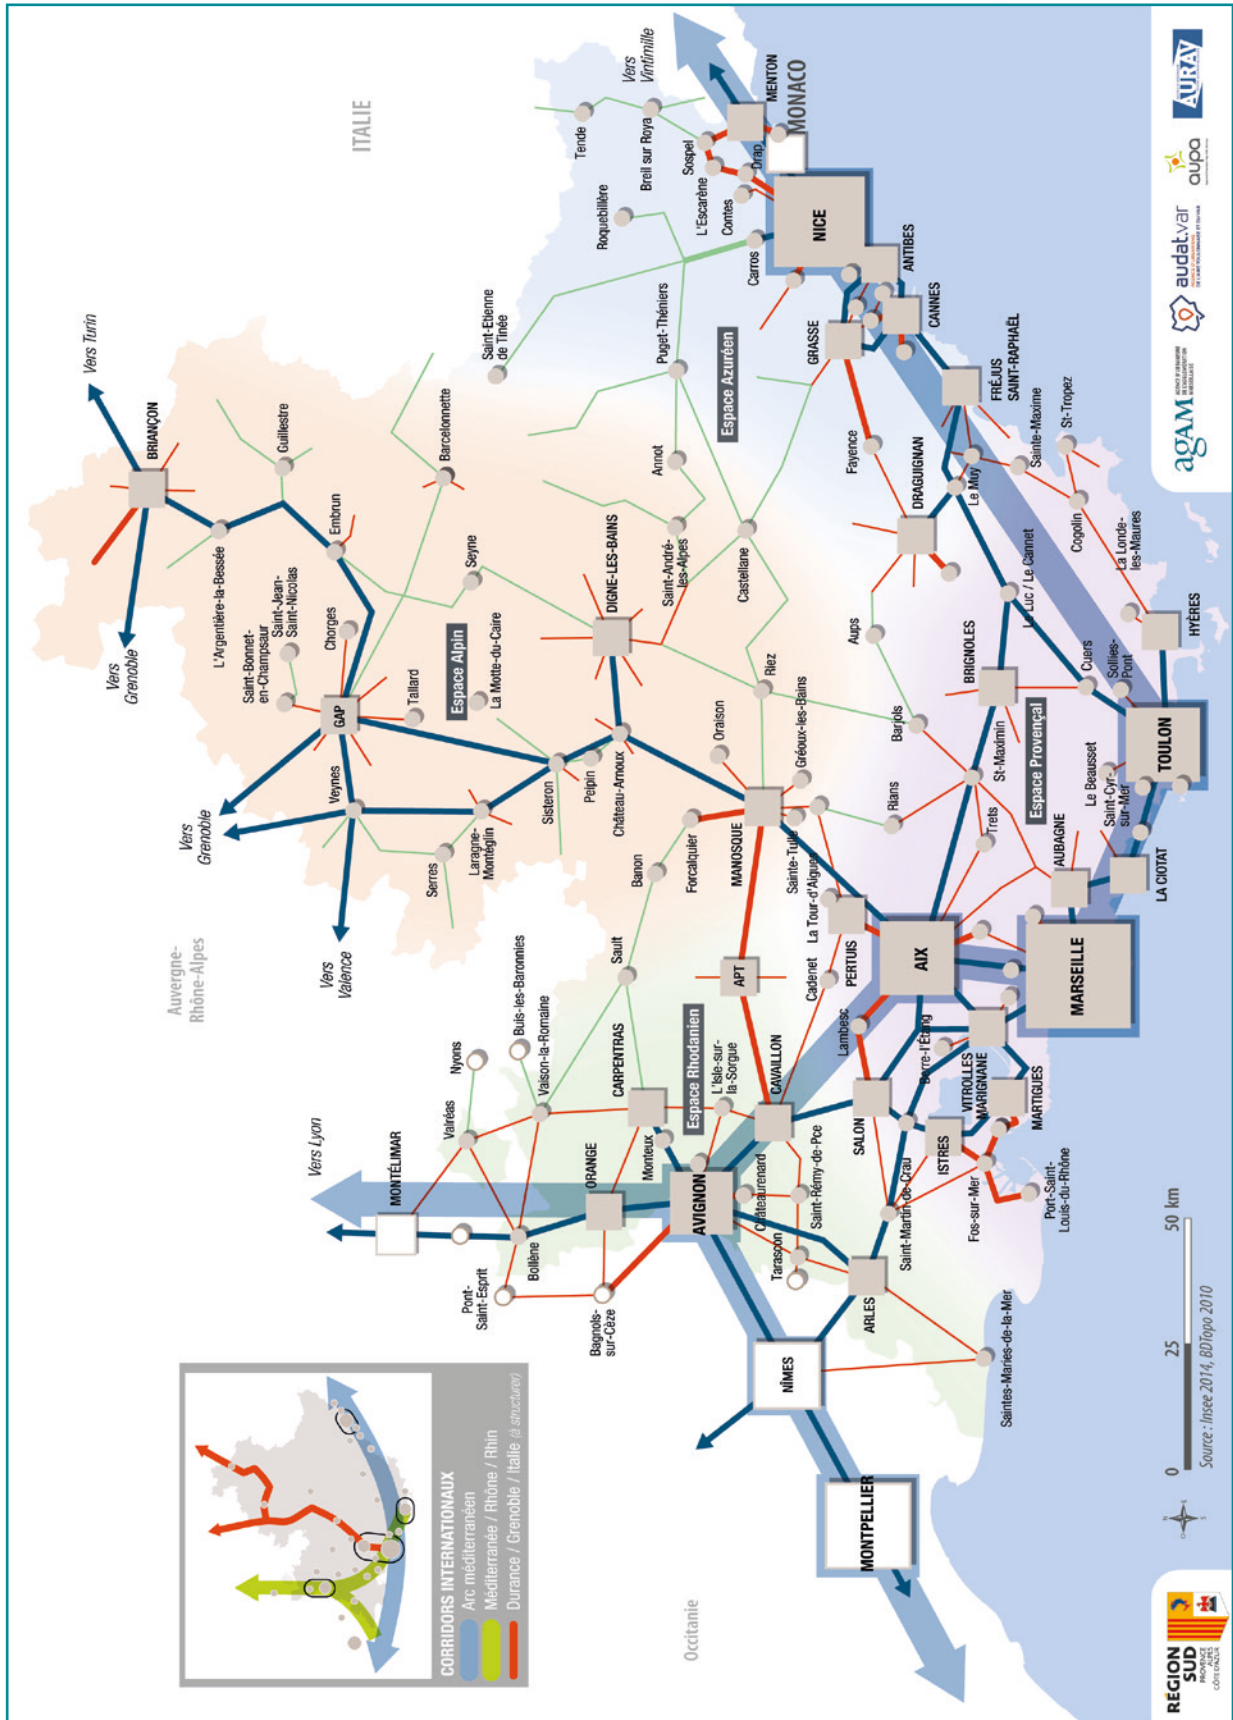 CORRIDORS INTERNATIONAUX
Arc méditerranéen
Méditerranée / Rhône / Rhin
Durance / Grenoble / Italie (à structurer)
Auvergne-
Rhône-Alpes
ITALIE
Occitanie
Vers Turin
Vers
Grenoble
Vers
Grenoble
Vers
Valence
Vers Lyon
Vers
Vintimille
BRIANÇON
L'Argentière-la-Bessée
Guillestre
Embrun
Saint-Jean-
Saint-Nicolas
Saint-Bonnet-
en-Champsaur
Chorges
GAP
Tallard
Veynes
Barcelonnette
Seyne
Espace Alpin
La Motte-du-Caire
Serres
Laragne-
Montéglin
Sisteron
Peipin
Château-Arnoux
DIGNE-LES-BAINS
Saint-Etienne
de Tinée
Saint-André-
les-Alpes
Annot
Puget-Théniers
Castellane
Espace Azuréen
Roquebillère
Tende
Breil sur Roya
Sospel
L'Escarène
Contes
Drap
MENTON
MONACO
Carros
NICE
ANTIBES
CANNES
GRASSE
Fayence
FRÉJUS
SAINT-RAPHAËL
DRAGUIGNAN
Le Muy
Sainte-Maxime
St-Tropez
Cogolin
La Londe-
les-Maures
HYÈRES
Le Luc / Le Cannet
Aups
Riez
Barjols
BRIGNOLES
Cuers
Solliès-
Pont
TOULON
St-Maximin
Espace Provençal
Le Beausset
Saint-Cyr-
sur-Mer
LA CIOTAT
AUBAGNE
Trets
Rians
Oraison
Gréoux-les-Bains
MANOSQUE
Sainte-Tulle
Forcalquier
Banon
Sault
APT
La Tour-d'Aigues
PERTUIS
Cadenet
AIX
MARSEILLE
Lambesc
Berre-l'Étang
VITROLLES
MARIGNANE
MARTIGUES
SALON
ISTRES
Fos-sur-Mer
Port-Saint-
Louis-du-Rhône
Saint-Martin-de-Crau
Nyons
Buis-les-Baronnies
Vaison-la-Romaine
Valréas
MONTÉLIMAR
CARPENTRAS
Monteux
Espace Rhodanien
L'Isle-sur-
la-Sorgue
CAVAILLON
ORANGE
Bollène
Pont-
Saint-Esprit
Bagnols-
sur-Cèze
AVIGNON
Châteaurenard
Saint-Rémy-de-Pce
Tarascon
ARLES
NÎMES
MONTPELLIER
Saintes-Maries-de-la-Mer
RÉGION
SUD
PROVENCE
ALPES
CÔTE D'AZUR
0 25 50 km
Source : Insee 2014, BDTopo 2010
agAM
audat.var
aupa
AURAV